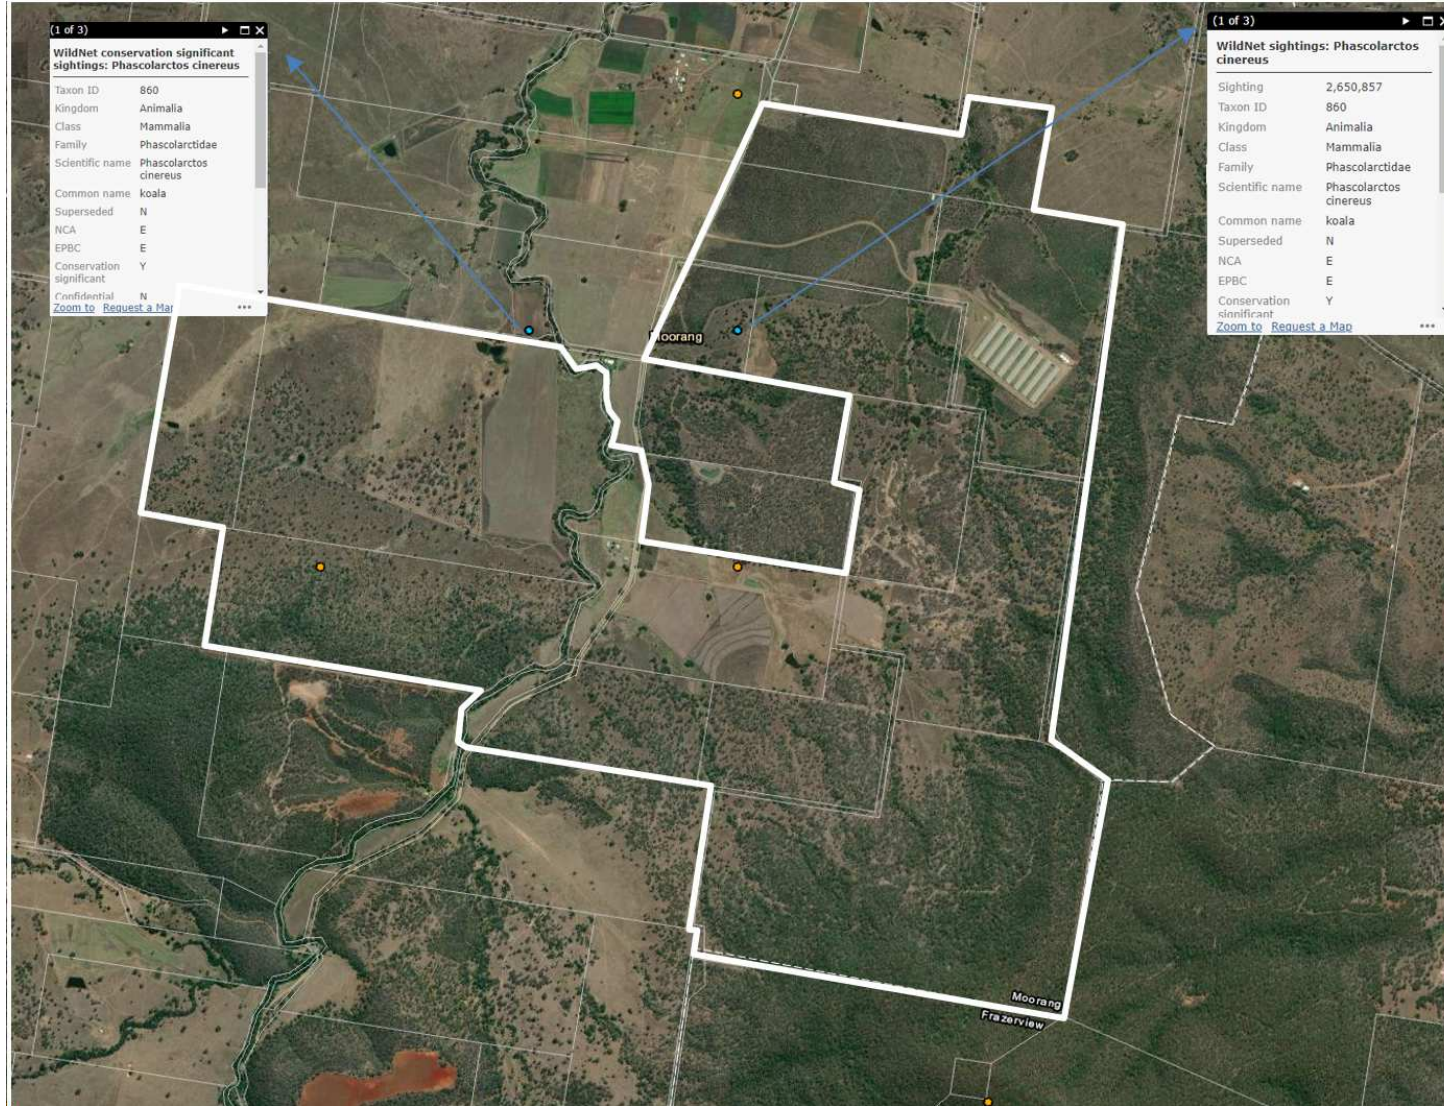 (1 of 3)
WildNet conservation significant
sightings: Phascolarctos cinereus
Taxon ID 860
Kingdom Animalia
Class Mammalia
Family Phascolarctidae
Scientific name Phascolarctos
cinereus
Common name koala
Superseded N
NCA E
EPBC E
Conservation Y
significant
Confidential N
Zoom to Request a Map
(1 of 3)
WildNet sightings: Phascolarctos
cinereus
Sighting 2,650,857
Taxon ID 860
Kingdom Animalia
Class Mammalia
Family Phascolarctidae
Scientific name Phascolarctos
cinereus
Common name koala
Superseded N
NCA E
EPBC E
Conservation Y
significant
Zoom to Request a Map
Moorang
Moorang
Frazerview